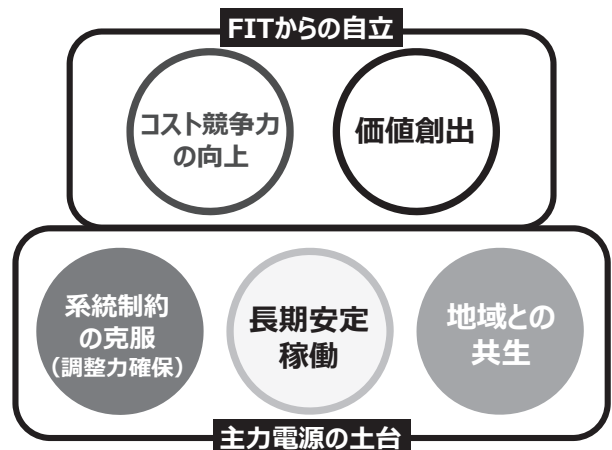 FITからの自立
コスト競争力
の向上
価値創出
系統制約
の克服
（調整力確保）
長期安定
稼働
地域との
共生
主力電源の土台